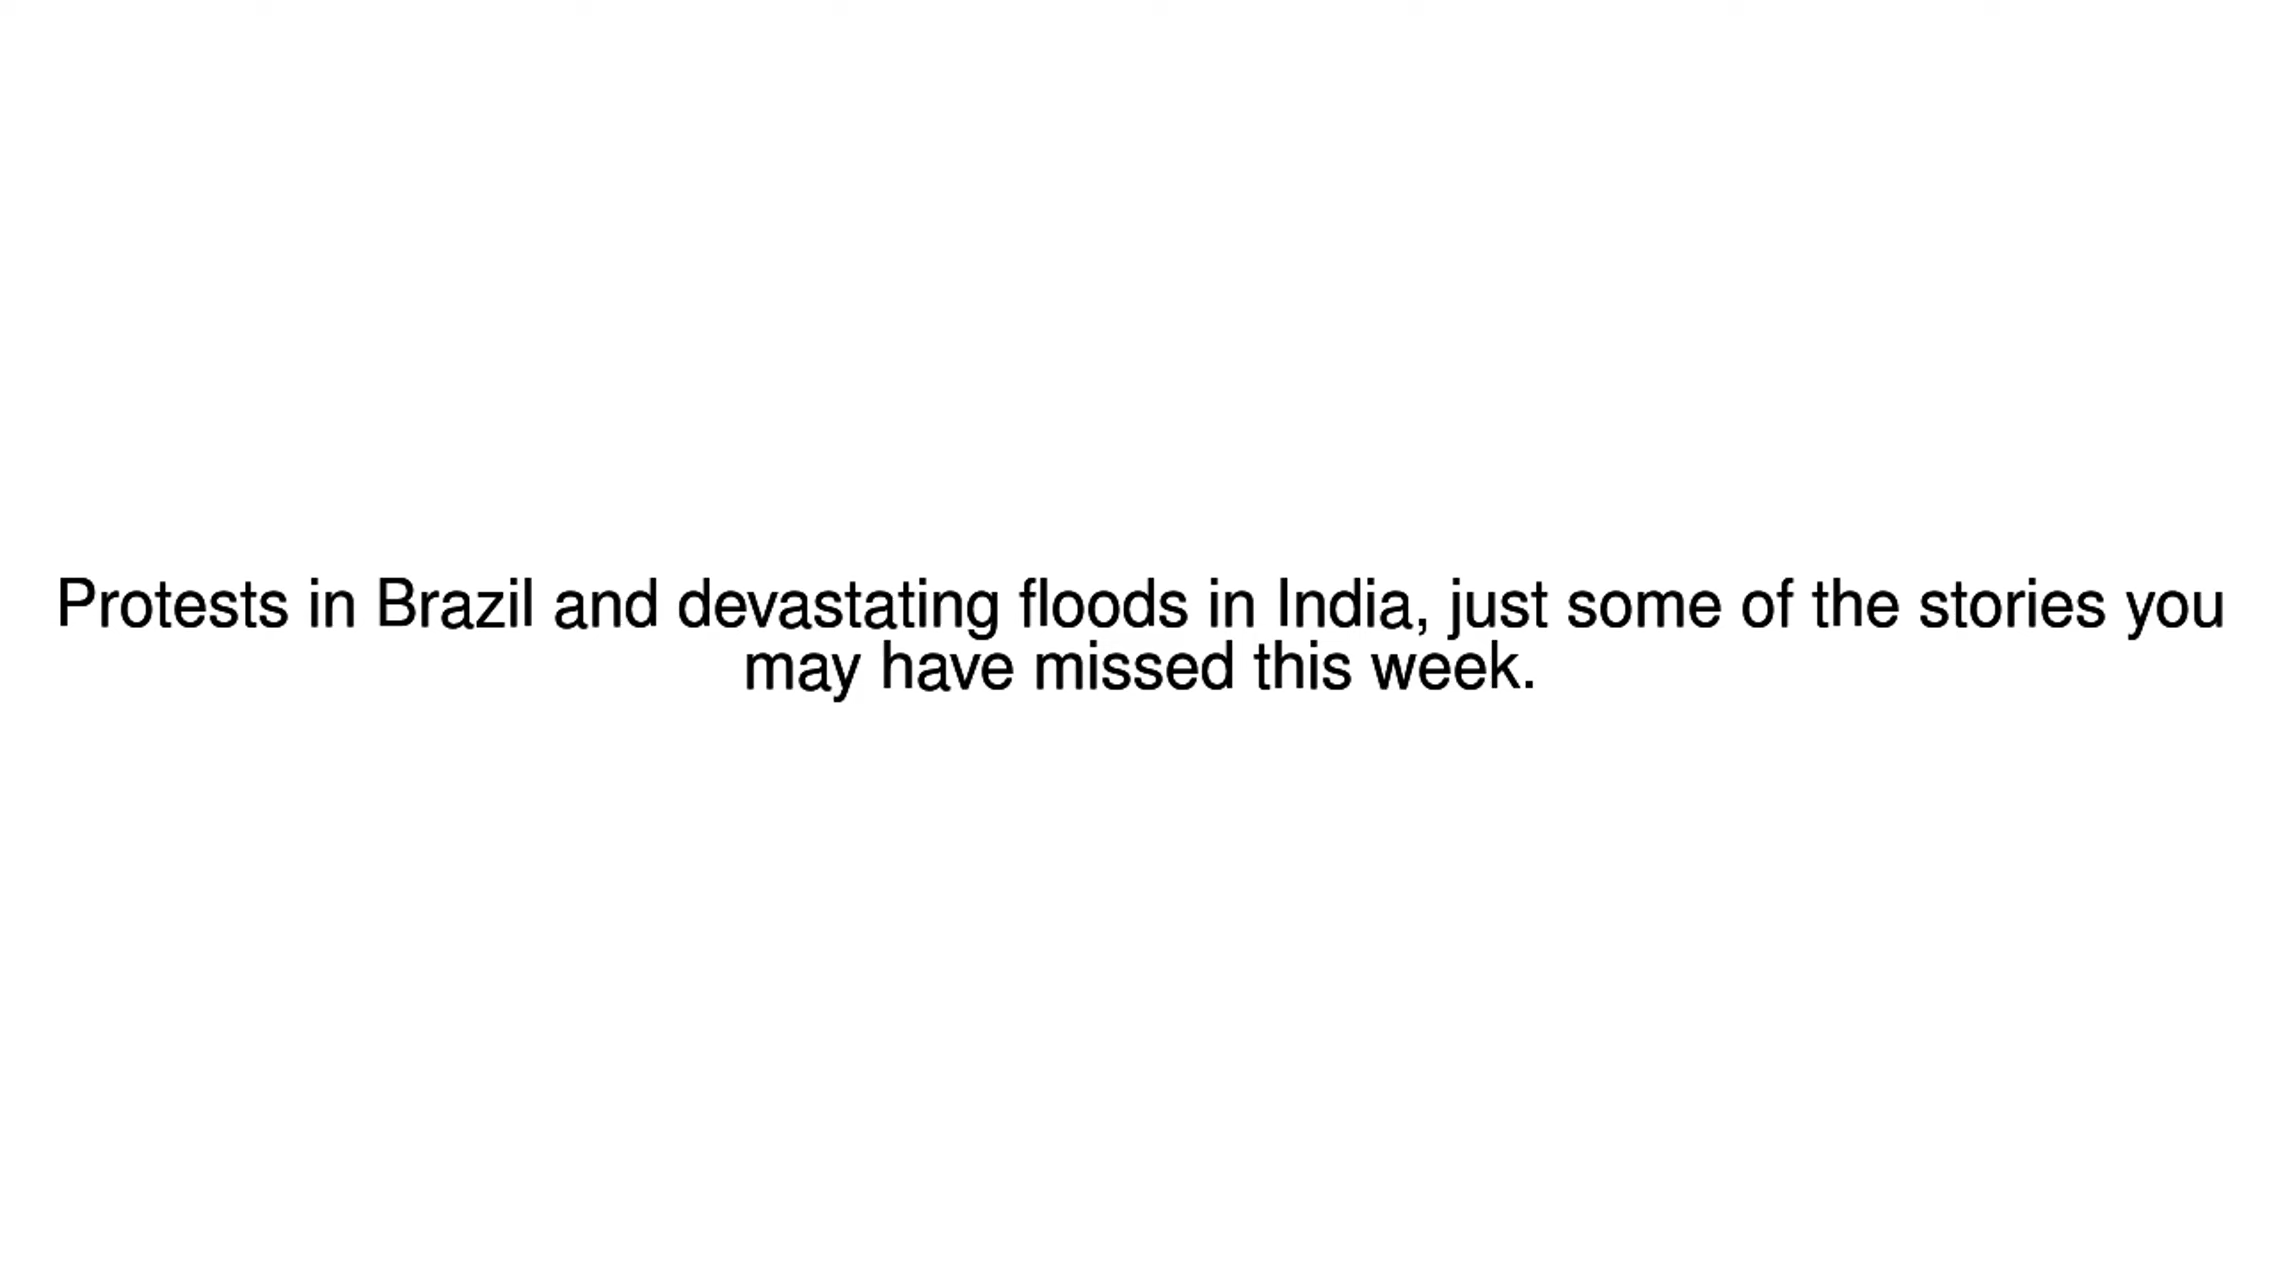 Protests in Brazil and devastating floods in India, just some of the stories you
may have missed this week.